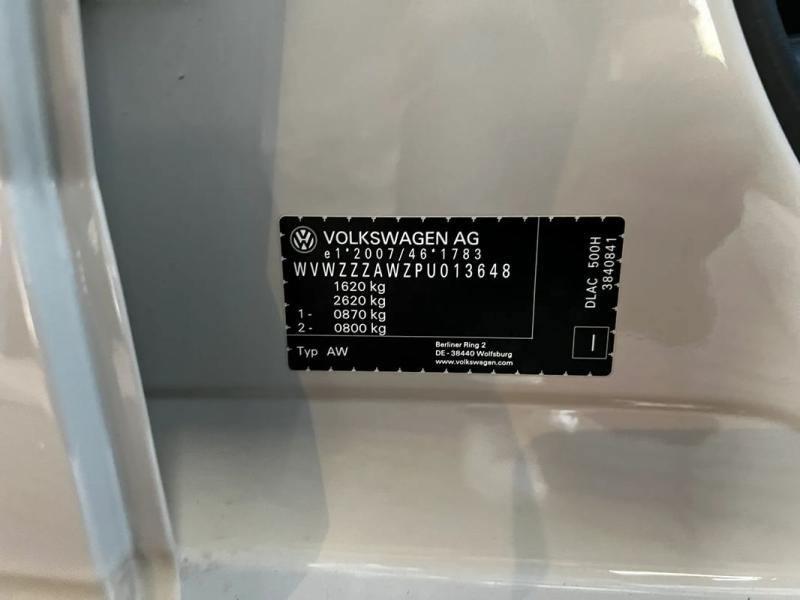 VOLKSWAGEN AG
e1*2007/46*1783
WVWZZZAWZPU013648
1620 kg
2620 kg
1- 0870 kg
2- 0800 kg
Typ AW
Berliner Ring 2
DE-38440 Wolfsburg
www.volkswagen.com
DLAC 500H
3840841
I